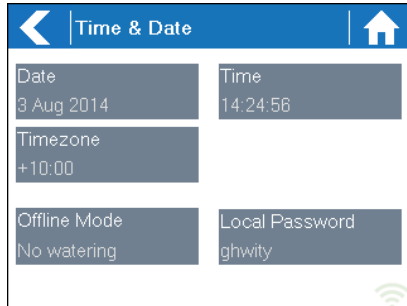 Time & Date
Date
3 Aug 2014
Time
14:24:56
Timezone
+10:00
Offline Mode
No watering
Local Password
ghwity